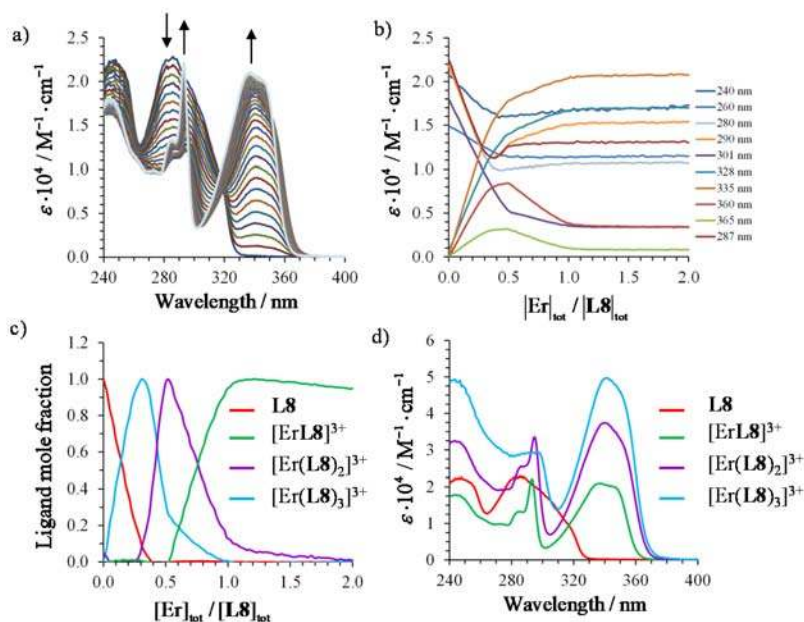 a)
ε·10⁴ / M⁻¹·cm⁻¹
2.5
2.0
1.5
1.0
0.5
0.0
240 280 320 360 400
Wavelength / nm
b)
ε·10⁴ / M⁻¹·cm⁻¹
2.5
2.0
1.5
1.0
0.5
0.0
0.0 0.5 1.0 1.5 2.0
|Er|tot / |L8|tot
240 nm
260 nm
280 nm
290 nm
301 nm
328 nm
335 nm
360 nm
365 nm
287 nm
c)
Ligand mole fraction
1.2
1.0
0.8
0.6
0.4
0.2
0.0
0.0 0.5 1.0 1.5 2.0
[Er]tot / [L8]tot
L8
[ErL8]³⁺
[Er(L8)₂]³⁺
[Er(L8)₃]³⁺
d)
ε·10⁴ / M⁻¹·cm⁻¹
6
5
4
3
2
1
0
240 280 320 360 400
Wavelength / nm
L8
[ErL8]³⁺
[Er(L8)₂]³⁺
[Er(L8)₃]³⁺